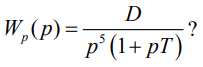 W_p(p) = D / (p^5 (1 + pT)) ?